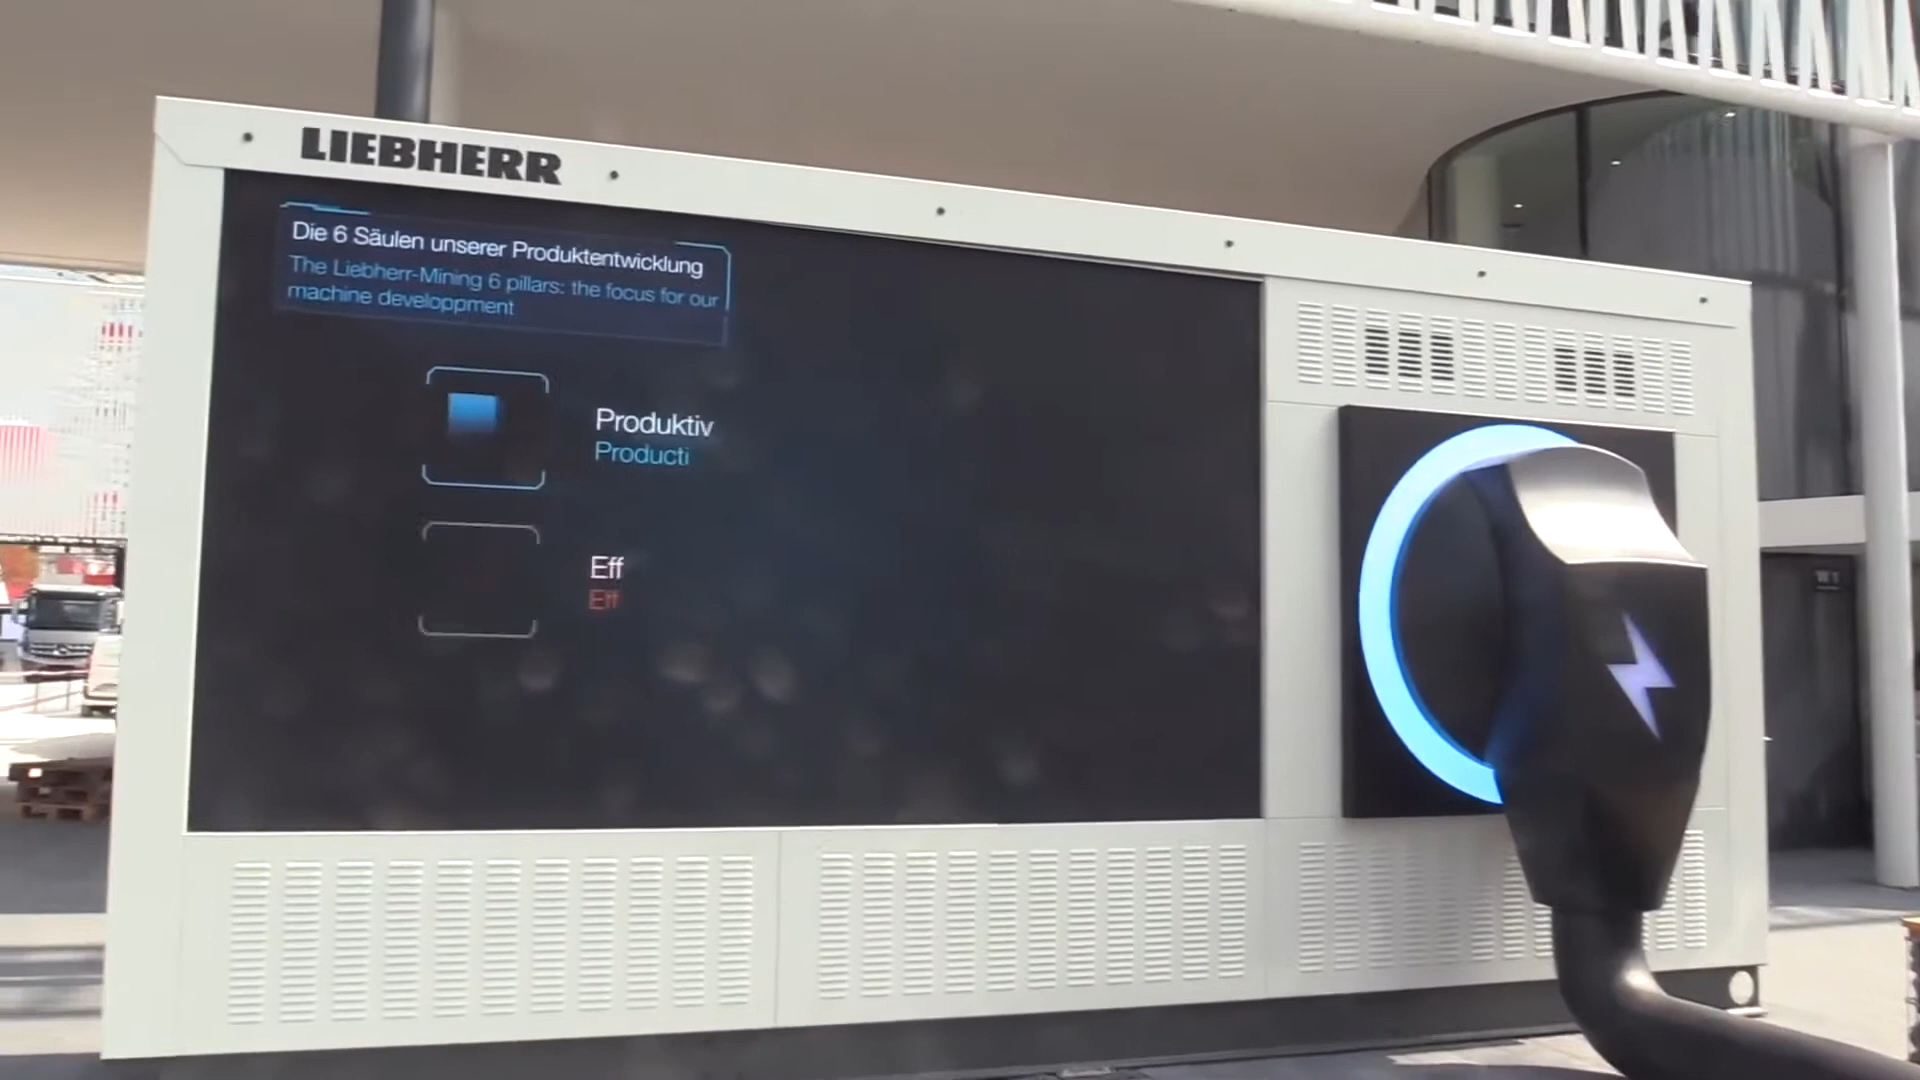 LIEBHERR
Die 6 Säulen unserer Produktentwicklung
The Liebherr-Mining 6 pillars: the focus for our
machine developpment
Produktiv
Producti
Eff
Eff